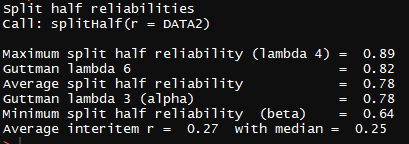 Split half reliabilities
Call: splitHalf(r = DATA2)
Maximum split half reliability (lambda 4) = 0.89
Guttman lambda 6 = 0.82
Average split half reliability = 0.78
Guttman lambda 3 (alpha) = 0.78
Minimum split half reliability (beta) = 0.64
Average interitem r = 0.27 with median = 0.25
>